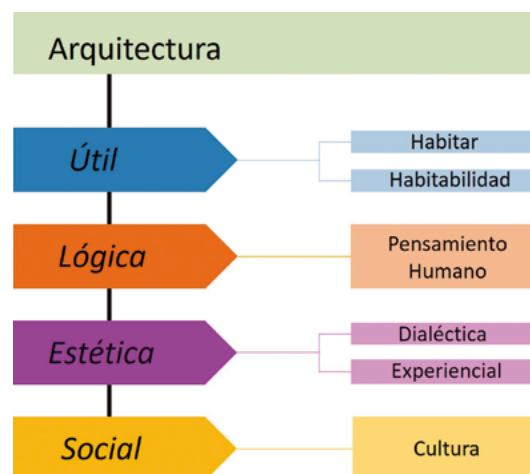 Arquitectura
Útil
Habitar
Habitabilidad
Lógica
Pensamiento
Humano
Estética
Dialéctica
Experiencial
Social
Cultura